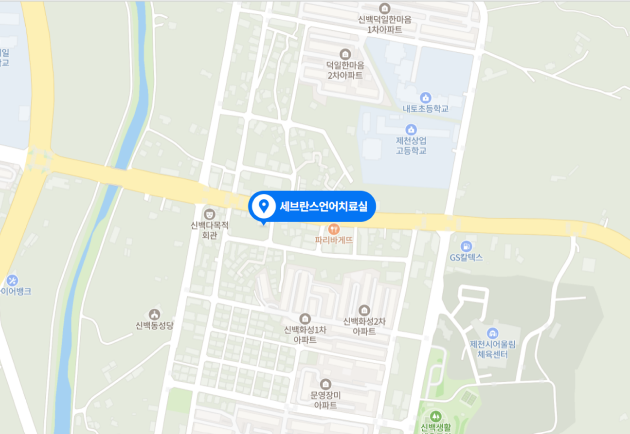 신백덕일한마음
1차아파트
덕일한마음
2차아파트
내토초등학교
제천상업
고등학교
세브란스언어치료실
신백다목적
회관
파리바게뜨
GS칼텍스
이어뱅크
신백동성당
신백화성1차
아파트
신백화성2차
아파트
제천시어울림
체육센터
문영장미
아파트
신백생활